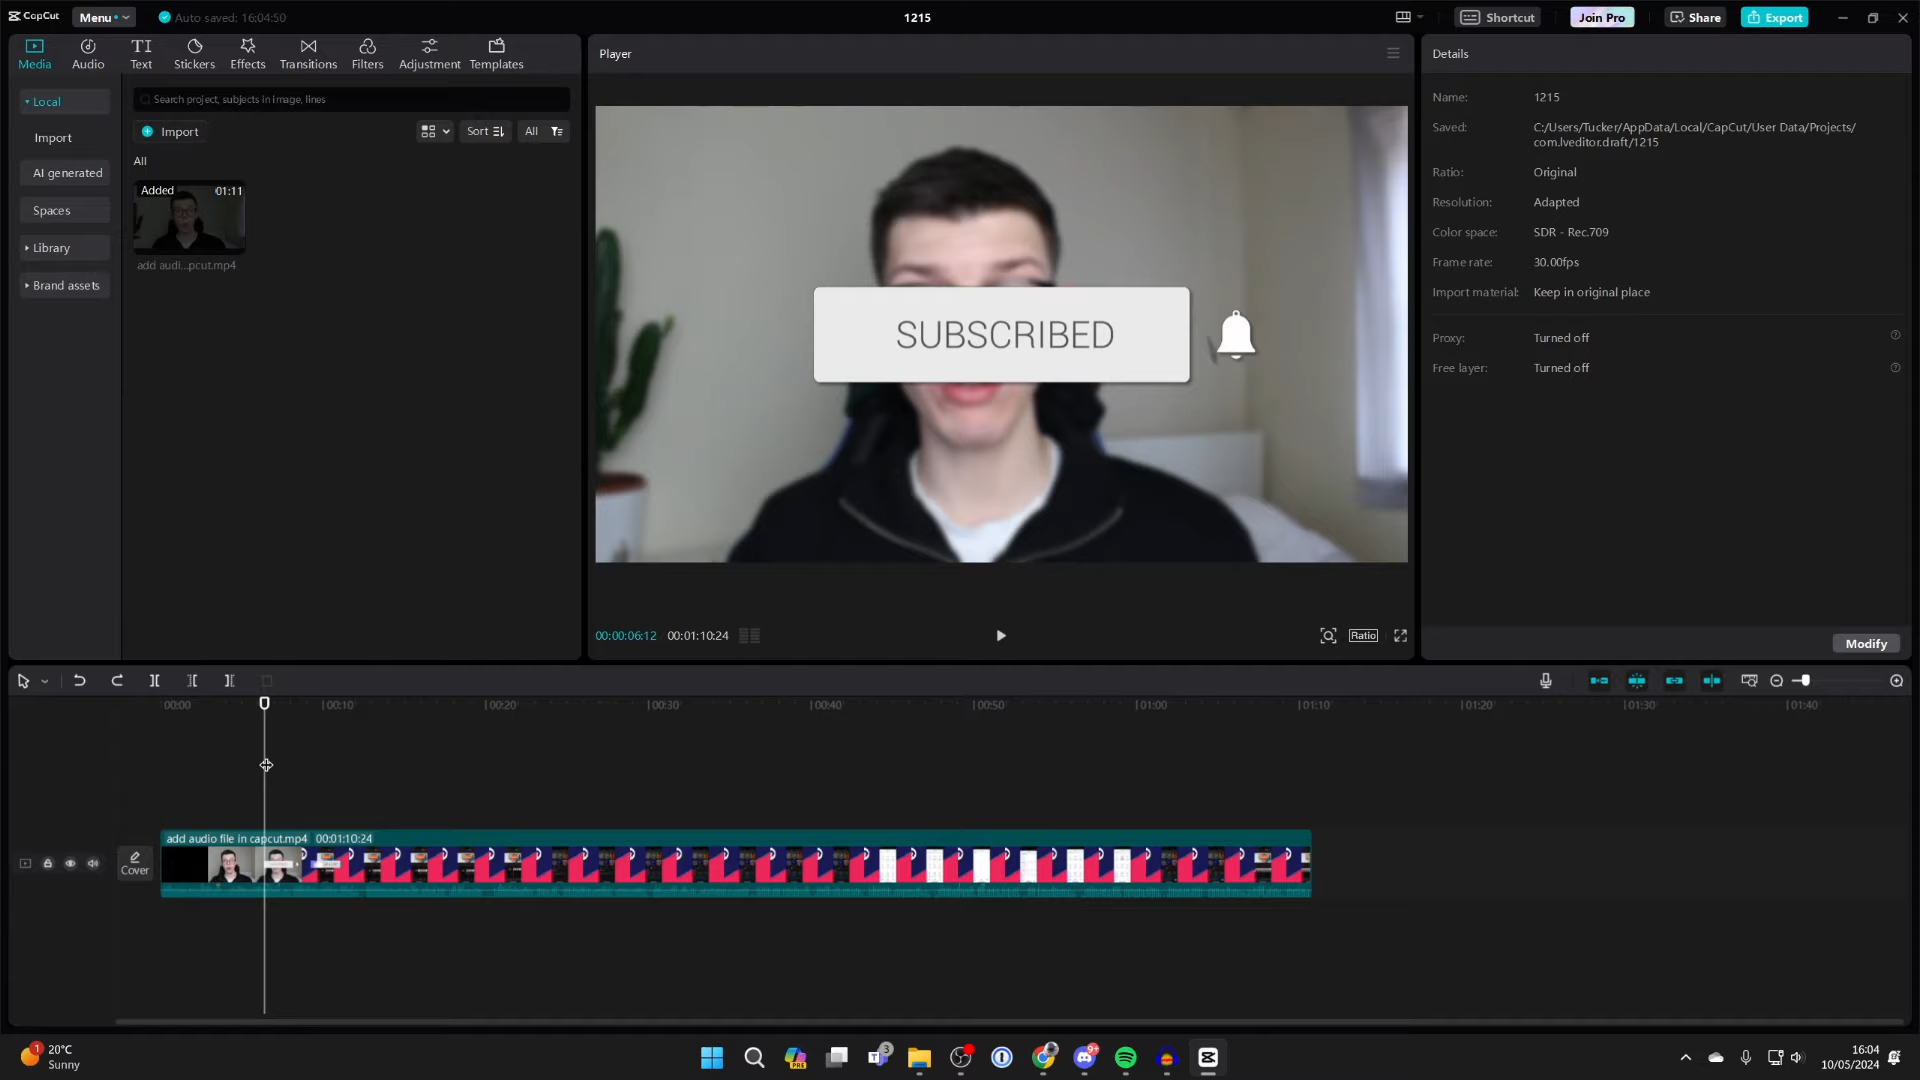 CapCut
Menu
Auto saved: 16:04:50
1215
Shortcut
Join Pro
Share
Export
Media
Audio
TI
Text
Stickers
Effects
Transitions
Filters
Adjustment
Templates
Local
Import
AI generated
Spaces
Library
Brand assets
Search project, subjects in image, lines
Import
Sort
All
All
Added
01:11
add audi...pcut.mp4
Player
SUBSCRIBED
00:00:06:12
00:01:10:24
Ratio
Details
Name: 1215
Saved: C:/Users/Tucker/AppData/Local/CapCut/User Data/Projects/
com.lveditor.draft/1215
Ratio: Original
Resolution: Adapted
Color space: SDR - Rec.709
Frame rate: 30.00fps
Import material: Keep in original place
Proxy: Turned off
Free layer: Turned off
Modify
00:00
00:10
00:20
00:30
00:40
00:50
01:00
01:10
01:20
01:30
01:40
Cover
add audio file in capcut.mp4 00:01:10:24
1
20°C
Sunny
PRE
3
9+
16:04
10/05/2024